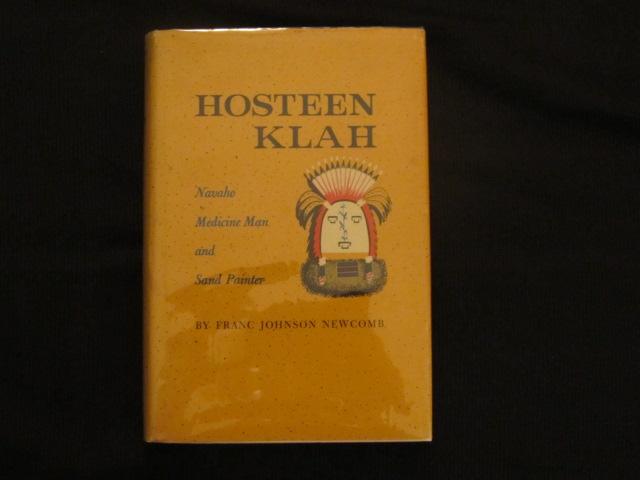 HOSTEEN
KLAH
Navaho
Medicine Man
and
Sand Painter
BY FRANC JOHNSON NEWCOMB